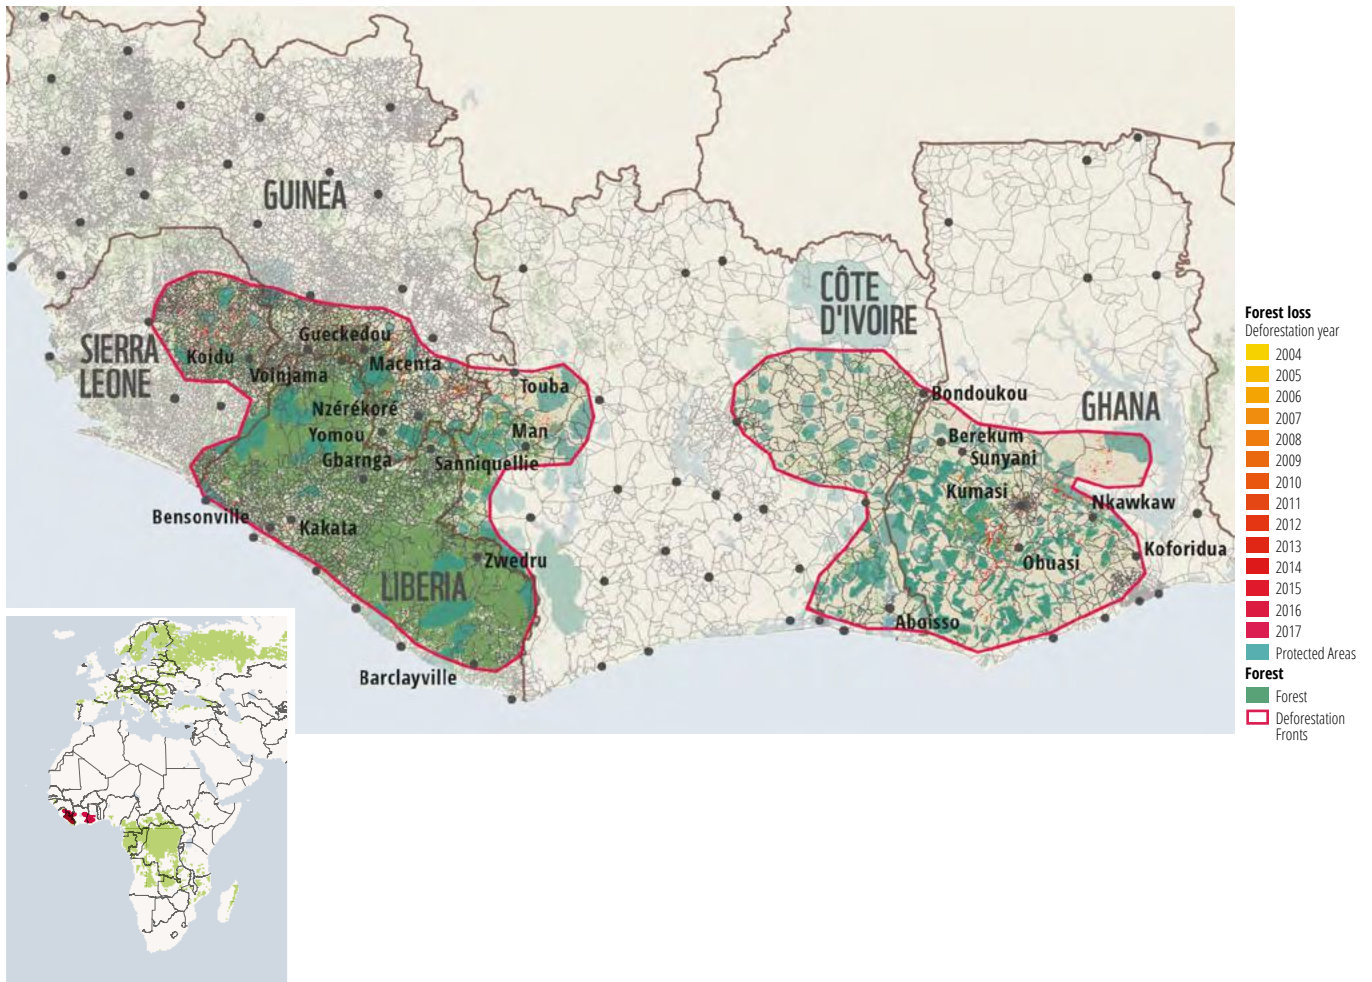 GUINEA
CÔTE
D'IVOIRE
SIERRA
LEONE
GHANA
LIBERIA
Gueckedou
Koidu
Macenta
Voinjama
Touba
Nzérékoré
Yomou
Man
Gbarnga
Sanniquellie
Bensonville
Kakata
Zwedru
Barclayville
Bondoukou
Berekum
Sunyani
Kumasi
Nkawkaw
Obuasi
Koforidua
Aboisso
Forest loss
Deforestation year
2004
2005
2006
2007
2008
2009
2010
2011
2012
2013
2014
2015
2016
2017
Protected Areas
Forest
Forest
Deforestation
Fronts